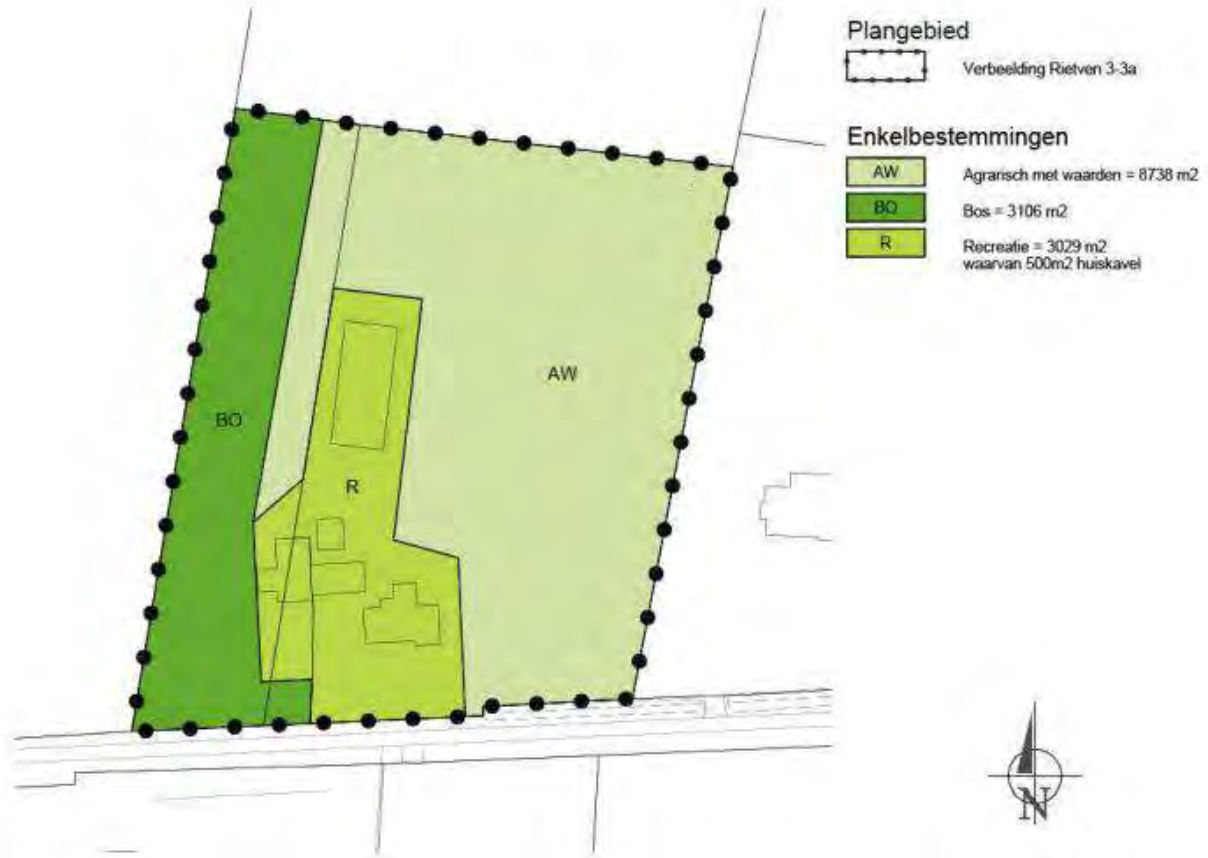 Plangebied
Verbeelding Rietven 3-3a
Enkelbestemmingen
AW Agrarisch met waarden = 8738 m2
BO Bos = 3106 m2
R Recreatie = 3029 m2
waarvan 500m2 huiskavel
AW
BO
R
N